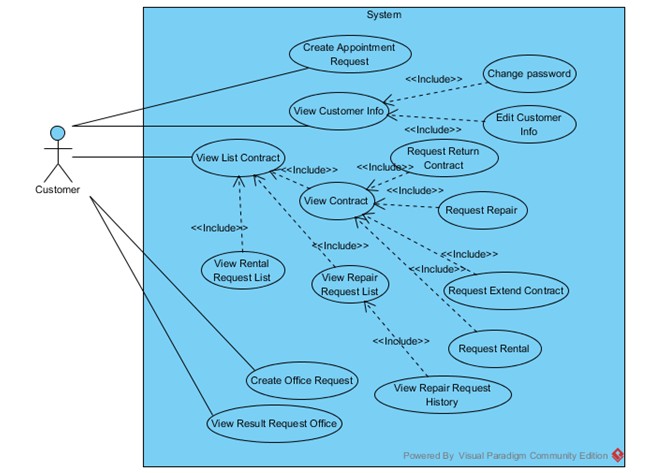 System
Create Appointment
Request
<<Include>>
Change password
View Customer Info
Edit Customer
Info
<<Include>>
Customer
View List Contract
<<Include>>
<<Include>>
Request Return
Contract
View Contract
<<Include>>
Request Repair
<<Include>>
<<Include>>
<<Include>>
<<Include>>
View Rental
Request List
View Repair
Request List
Request Extend Contract
<<Include>>
Request Rental
Create Office Request
View Repair Request
History
View Result Request Office
Powered By Visual Paradigm Community Edition